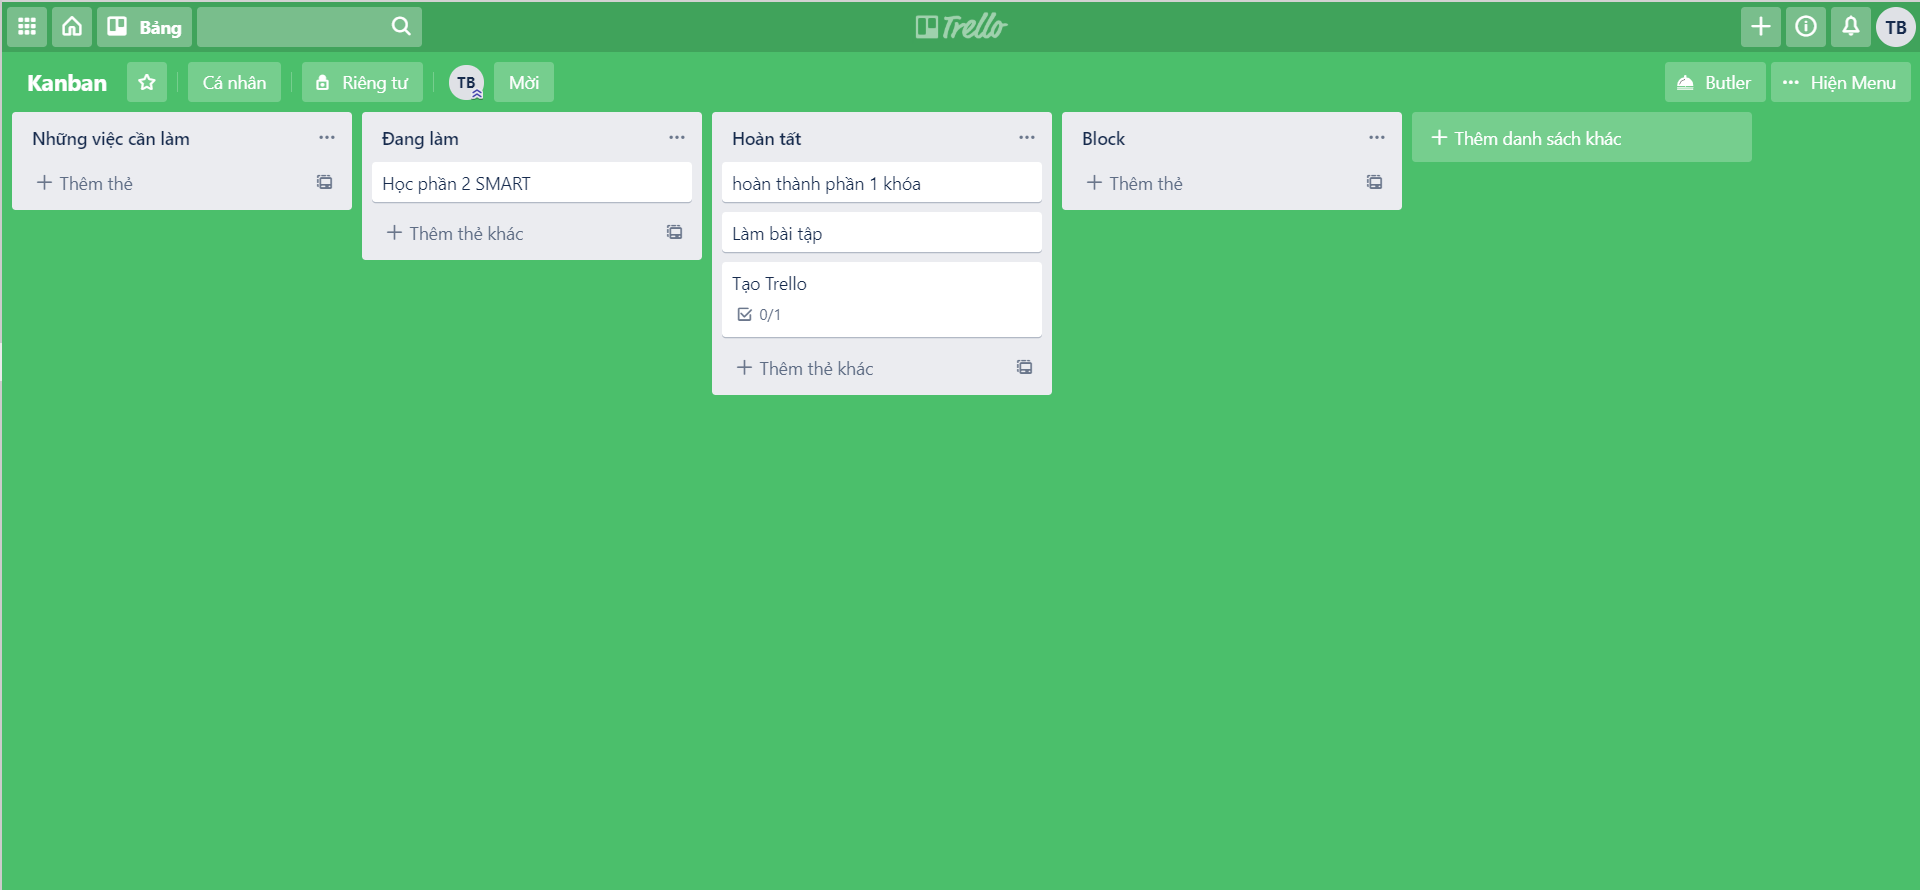 Bảng
Trello
TB
Kanban
Cá nhân
Riêng tư
TB
Mời
Butler
Hiện Menu
Những việc cần làm
Thêm thẻ
Đang làm
Học phần 2 SMART
Thêm thẻ khác
Hoàn tất
hoàn thành phần 1 khóa
Làm bài tập
Tạo Trello
0/1
Thêm thẻ khác
Block
Thêm thẻ
Thêm danh sách khác